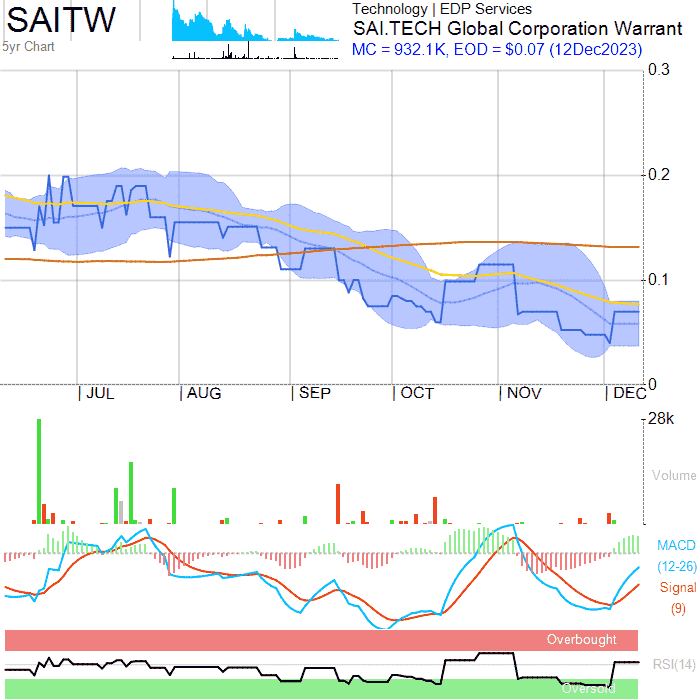 SAITW
5yr Chart
Technology | EDP Services
SAI.TECH Global Corporation Warrant
MC = 932.1K, EOD = $0.07 (12Dec2023)
0.3
0.2
0.1
0
| JUL | AUG | SEP | OCT | NOV | DEC
28k
Volume
MACD
(12-26)
Signal
(9)
Overbought
RSI(14)
Oversold